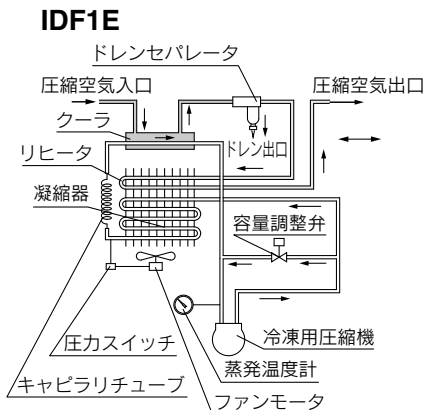 IDF1E
ドレンセパレータ
圧縮空気入口
圧縮空気出口
クーラ
ドレン出口
リヒータ
凝縮器
容量調整弁
冷凍用圧縮機
圧力スイッチ
蒸発温度計
キャピラリチューブ
ファンモータ